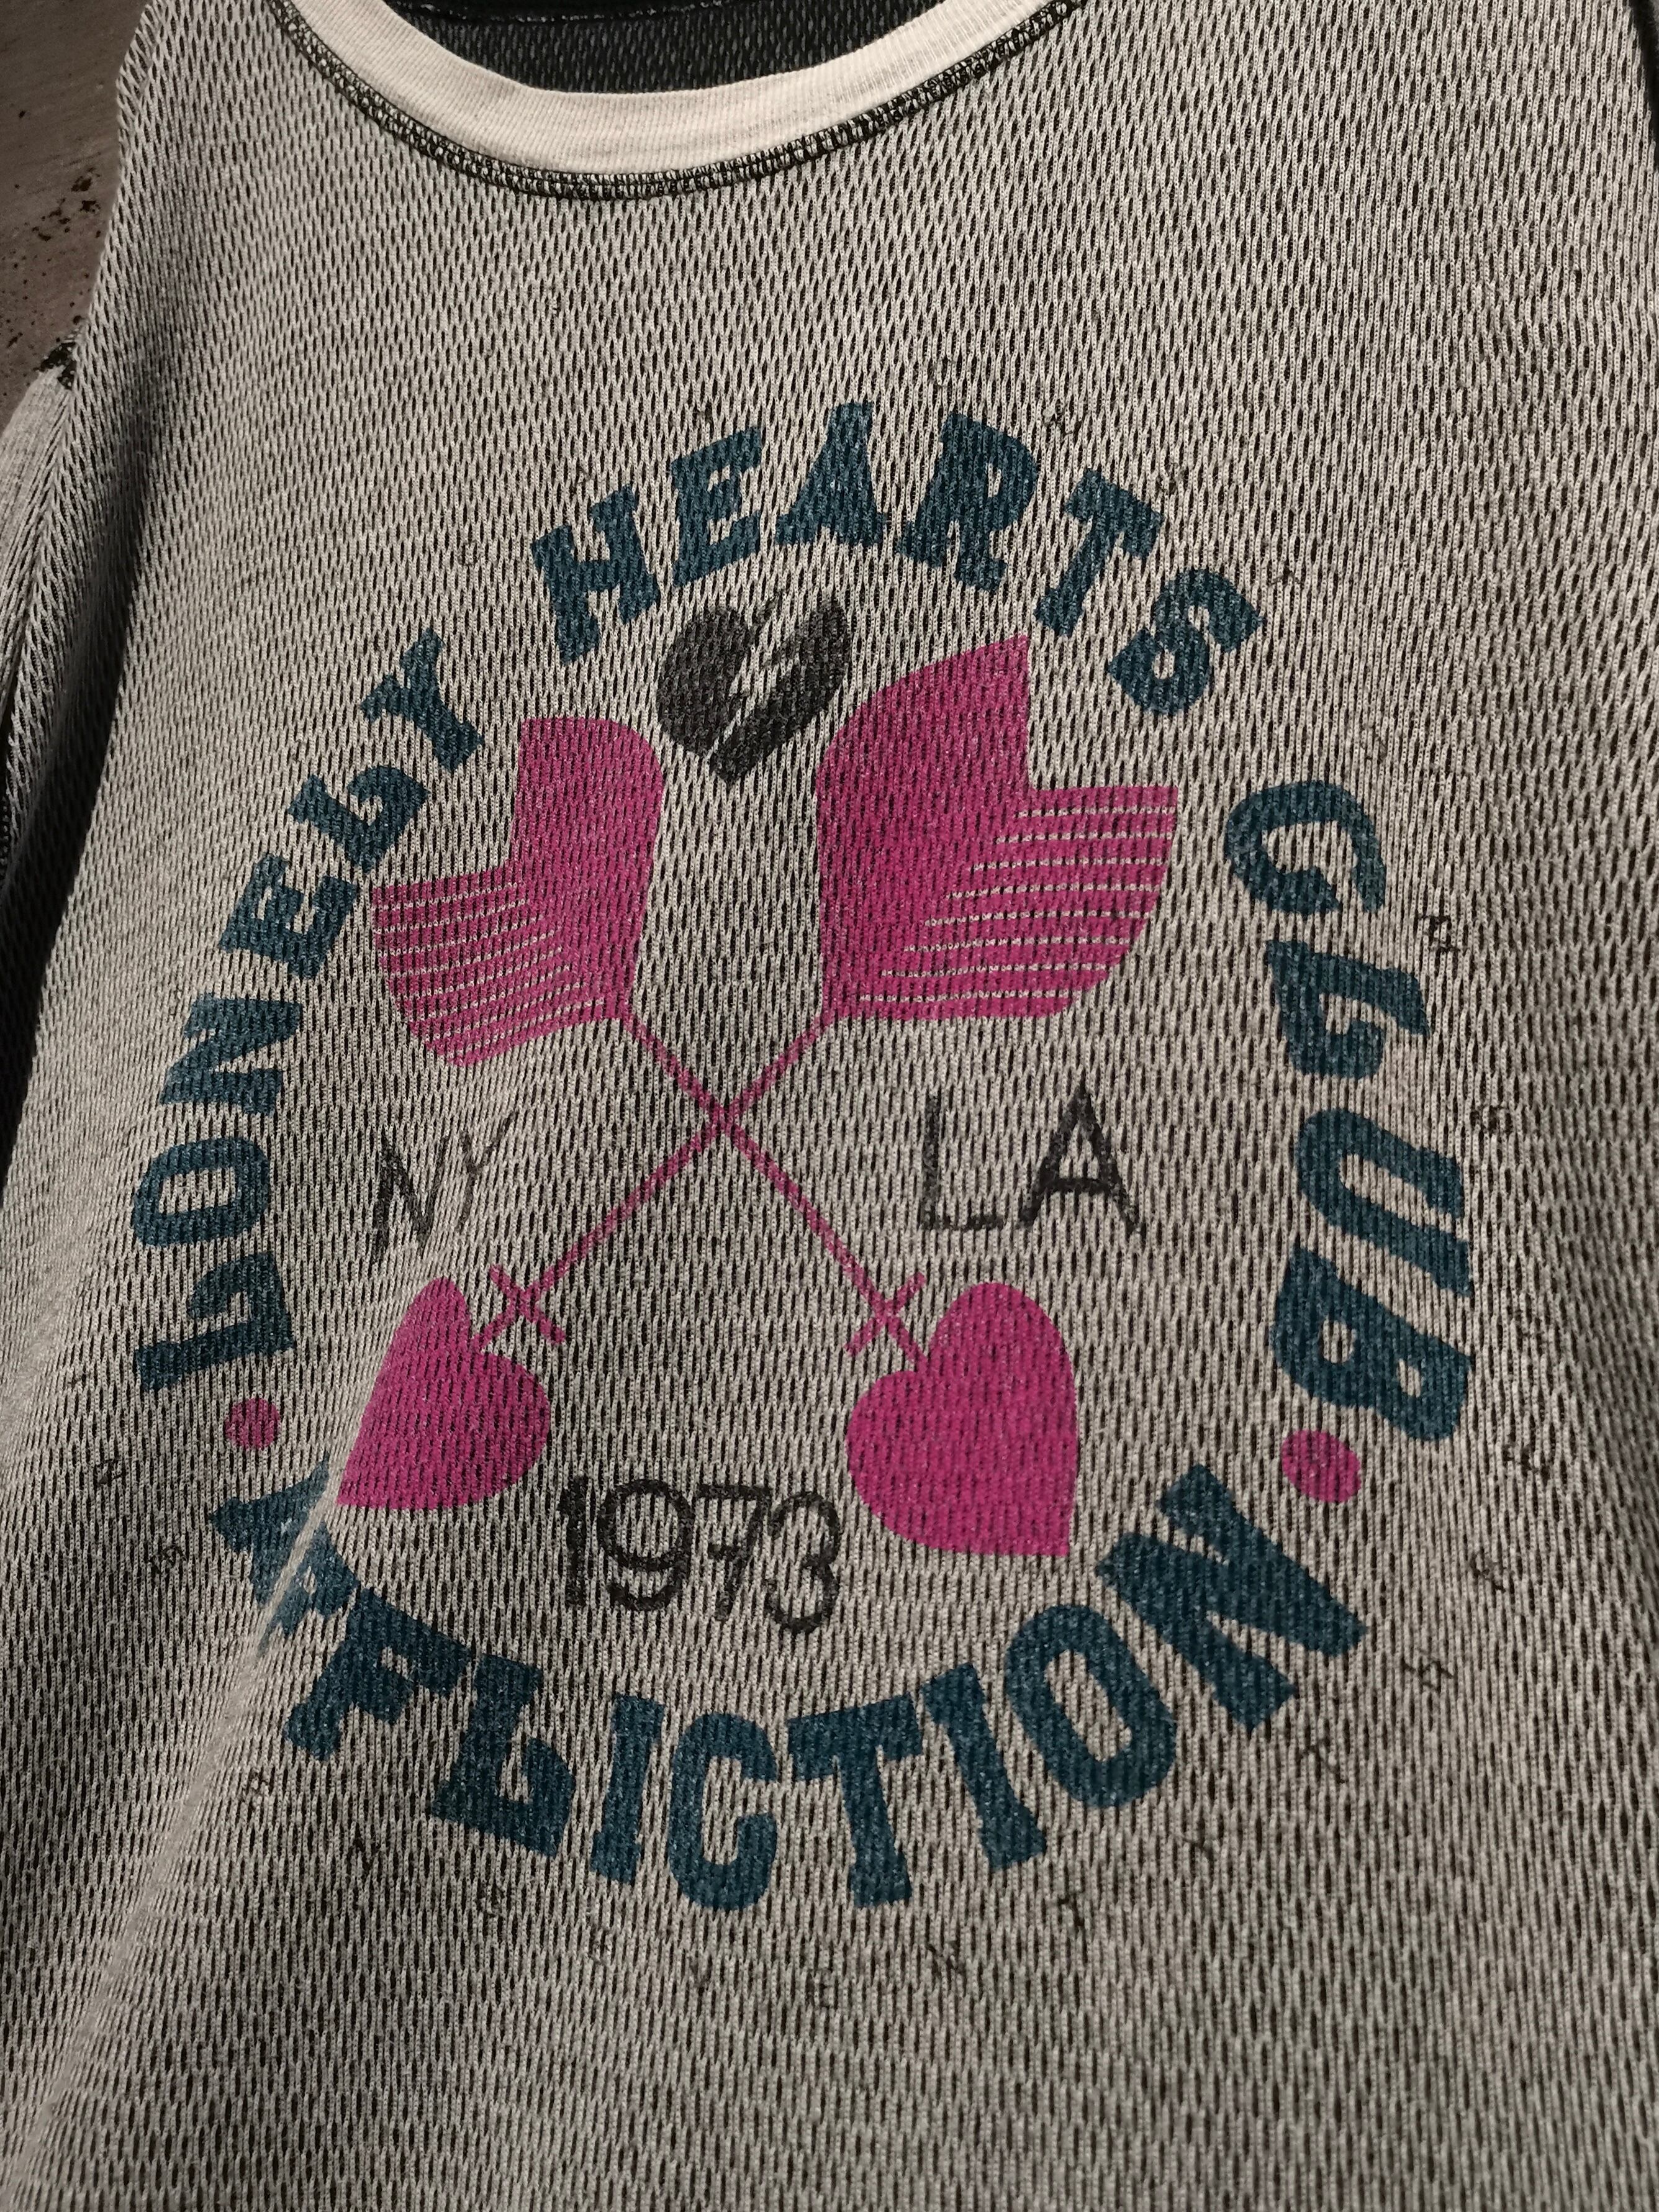 LONELY HEARTS CLUB
NY LA
1973
AFFLICTION